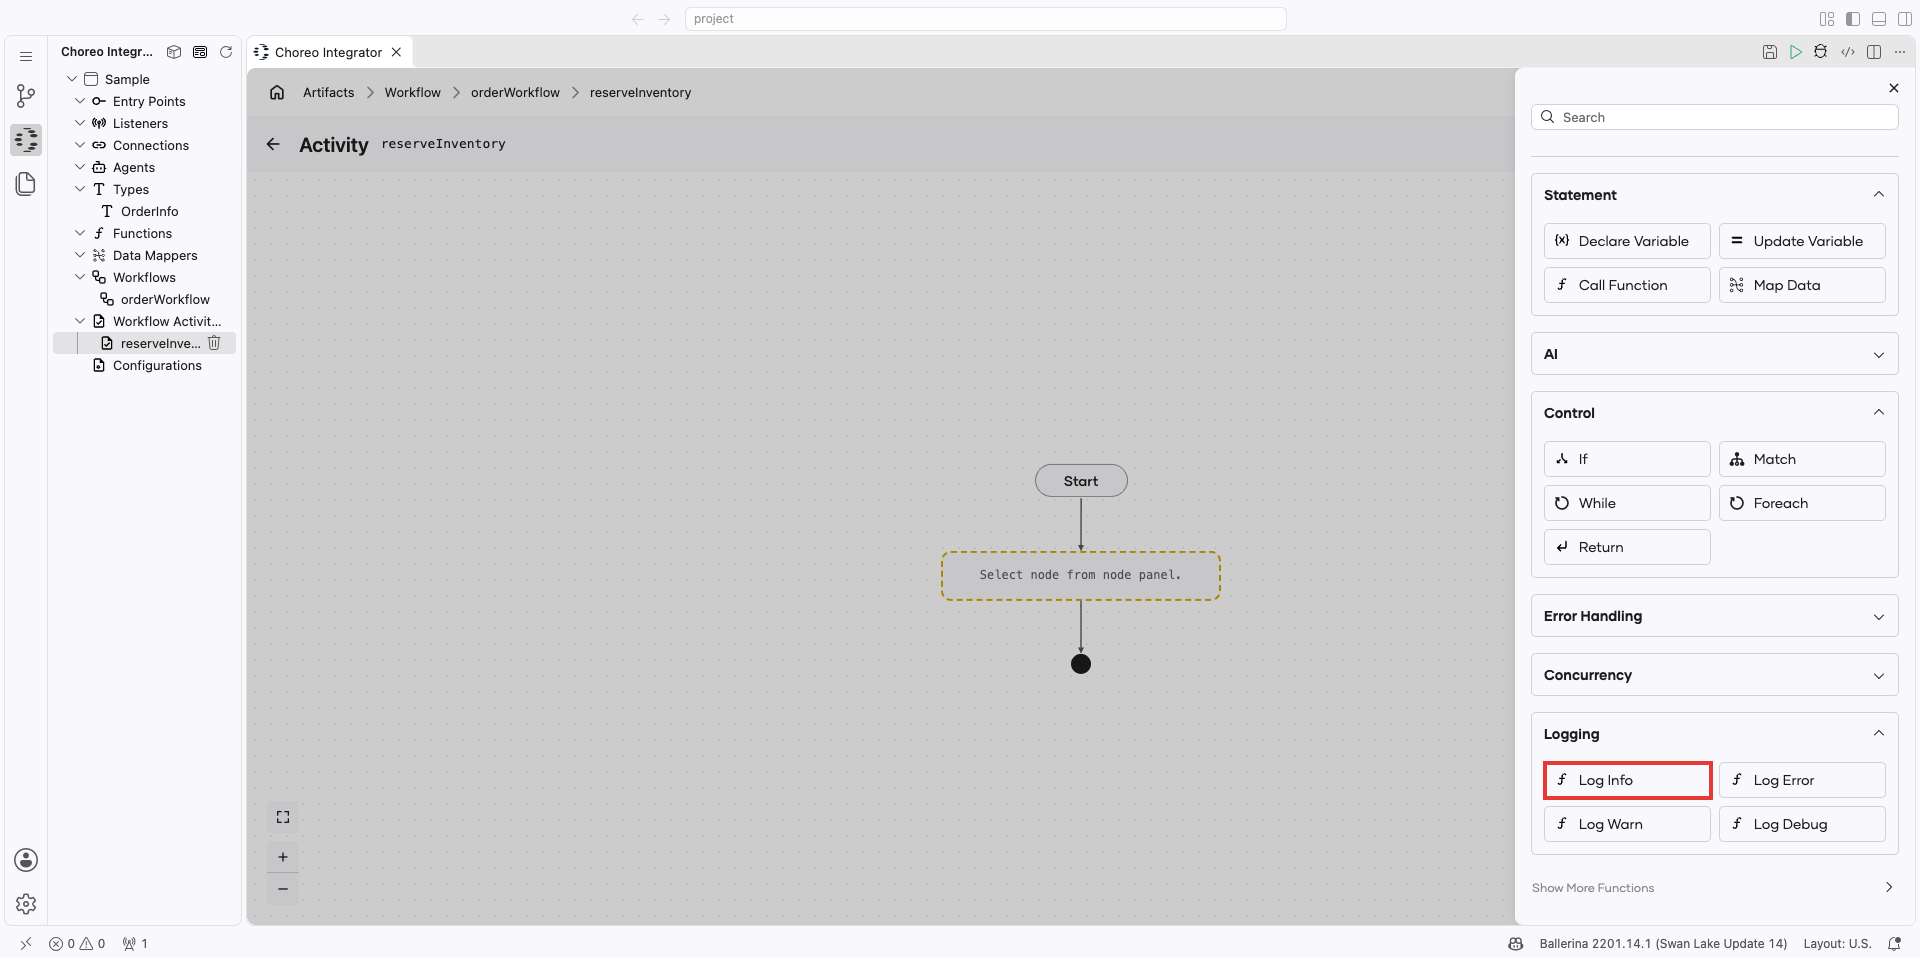 project
Choreo Integr...
Choreo Integrator
Sample
Entry Points
Listeners
Connections
Agents
Types
OrderInfo
Functions
Data Mappers
Workflows
orderWorkflow
Workflow Activit...
reserveInve...
Configurations
Artifacts
Workflow
orderWorkflow
reserveInventory
Activity reserveInventory
Start
Select node from node panel.
Search
Statement
Declare Variable
Update Variable
Call Function
Map Data
AI
Control
If
Match
While
Foreach
Return
Error Handling
Concurrency
Logging
Log Info
Log Error
Log Warn
Log Debug
Show More Functions
0 0 1
Ballerina 2201.14.1 (Swan Lake Update 14) Layout: U.S.